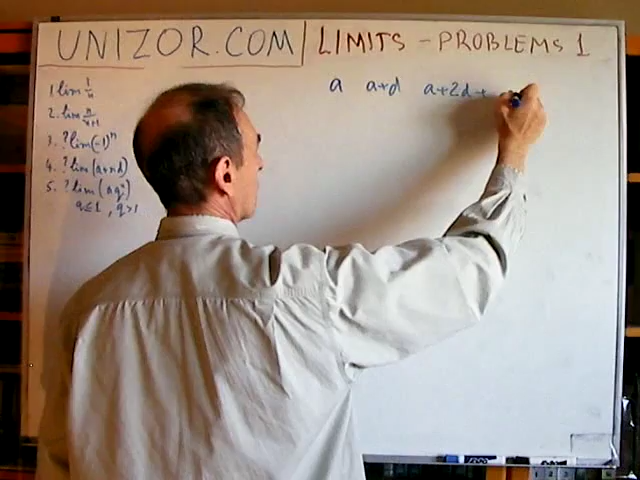 UNIZOR.COM | LIMITS - PROBLEMS 1
a a+d a+2d+
1 lim 1/n
2. lim n/n+1
3. ? lim (-1)^n
4. ? lim (a+nd)
5. ? lim (aq^n)
q≤1, q>1